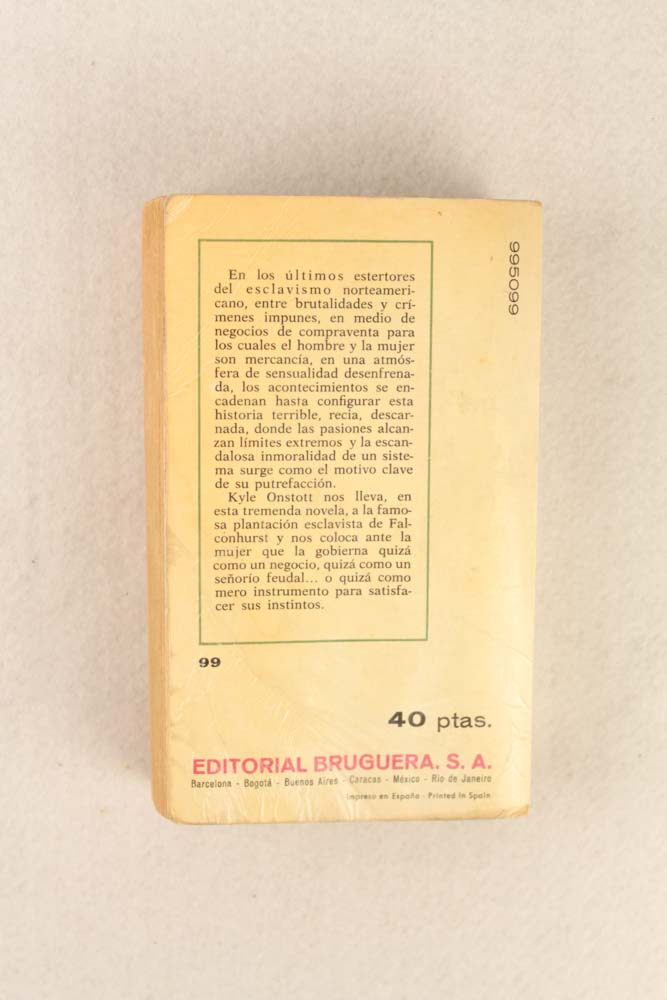 En los últimos estertores
del esclavismo norteameri-
cano, entre brutalidades y crí-
menes impunes, en medio de
negocios de compraventa para
los cuales el hombre y la mujer
son mercancía, en una atmós-
fera de sensualidad desenfrena-
da, los acontecimientos se en-
cadenan hasta configurar esta
historia terrible, recia, descar-
nada, donde las pasiones alcan-
zan límites extremos y la escan-
dalosa inmoralidad de un siste-
ma surge como el motivo clave
de su putrefacción.
Kyle Onstott nos lleva, en
esta tremenda novela, a la famo-
sa plantación esclavista de Fal-
conhurst y nos coloca ante la
mujer que la gobierna quizá
como un negocio, quizá como un
señorío feudal... o quizá como
mero instrumento para satisfa-
cer sus instintos.
995099
99
40 ptas.
EDITORIAL BRUGUERA, S. A.
Barcelona - Bogotá - Buenos Aires - Caracas - México - Rio de Janeiro
Impreso en España - Printed in Spain